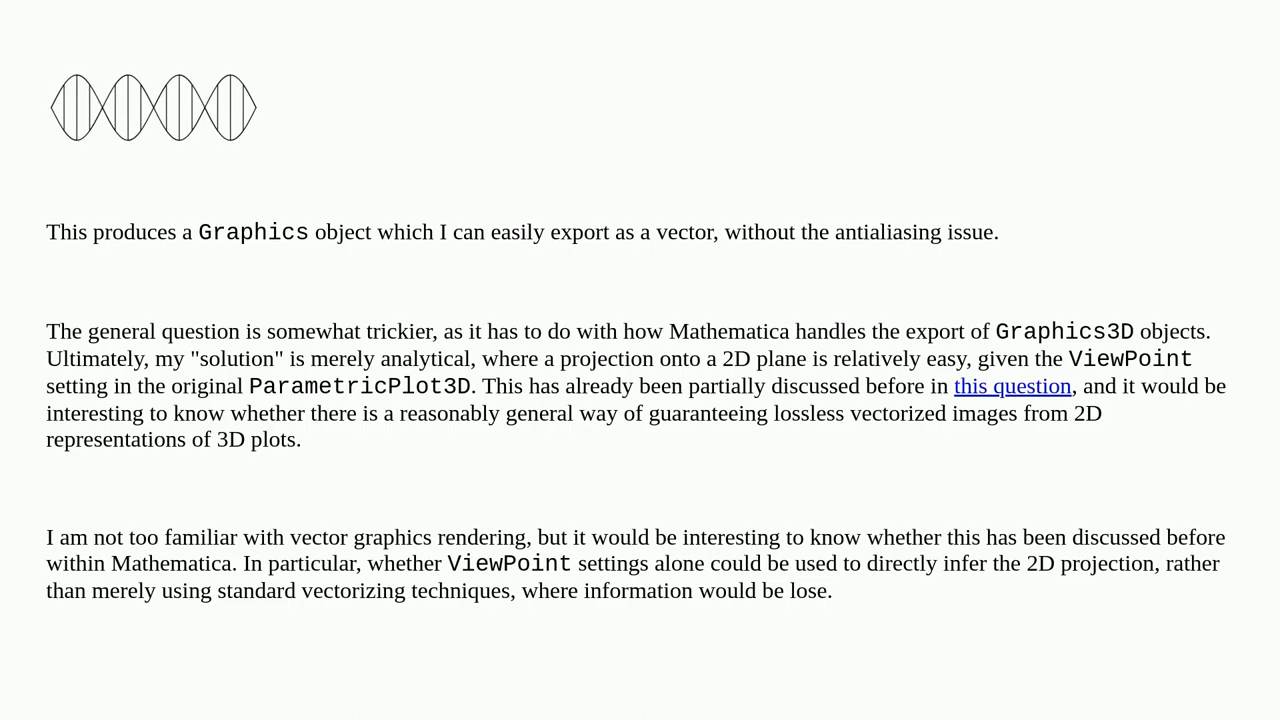 This produces a Graphics object which I can easily export as a vector, without the antialiasing issue.
The general question is somewhat trickier, as it has to do with how Mathematica handles the export of Graphics3D objects.
Ultimately, my "solution" is merely analytical, where a projection onto a 2D plane is relatively easy, given the ViewPoint
setting in the original ParametricPlot3D. This has already been partially discussed before in this question, and it would be
interesting to know whether there is a reasonably general way of guaranteeing lossless vectorized images from 2D
representations of 3D plots.
I am not too familiar with vector graphics rendering, but it would be interesting to know whether this has been discussed before
within Mathematica. In particular, whether ViewPoint settings alone could be used to directly infer the 2D projection, rather
than merely using standard vectorizing techniques, where information would be lose.